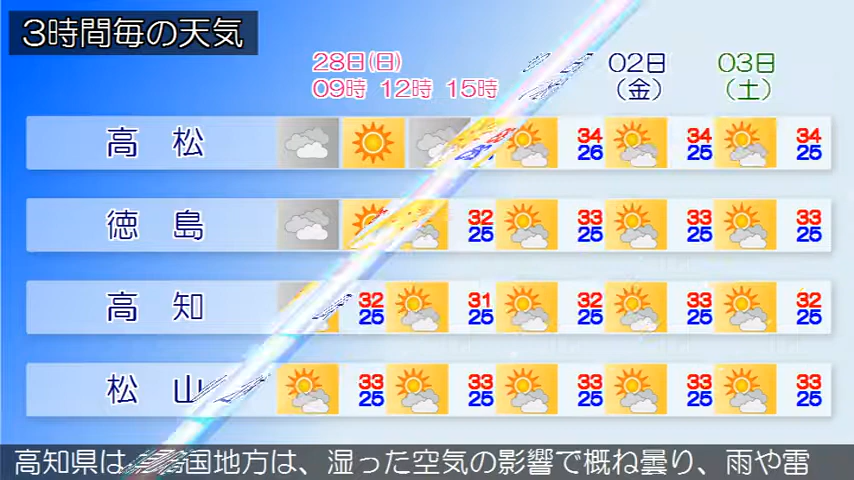 3時間毎の天気
28日(日)
09時 12時 15時
02日
(金)
03日
(土)
高松 34 26 34 25 34 25
徳島 32 25 33 25 33 25 33 25
高知 32 25 31 25 32 25 33 25 32 25
松山 33 25 33 25 33 25 33 25 33 25
高知県は 国地方は、湿った空気の影響で概ね曇り、雨や雷